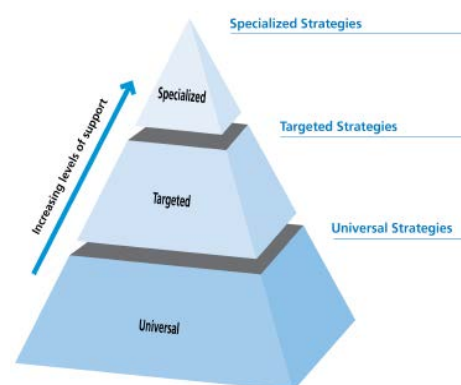 Specialized Strategies
Specialized
Targeted Strategies
Increasing levels of support
Targeted
Universal Strategies
Universal